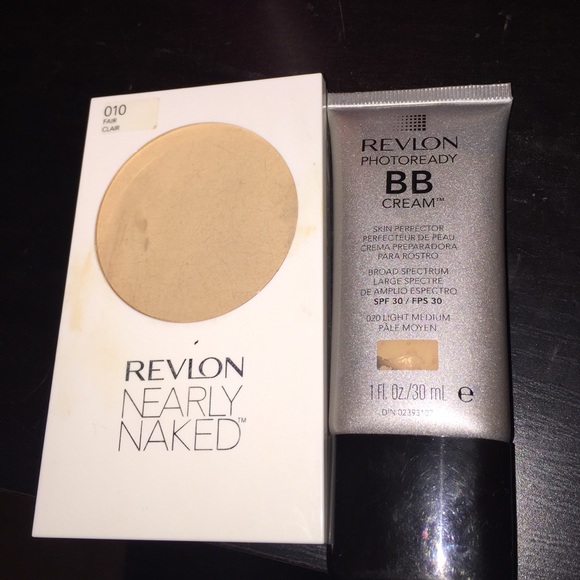 010
FAIR
CLAIR
REVLON
NEARLY
NAKED™
REVLON
PHOTOREADY
BB
CREAM™
SKIN PERFECTOR
PERFECTEUR DE PEAU
CREMA PREPARADORA
PARA ROSTRO
BROAD SPECTRUM
LARGE SPECTRE
DE AMPLIO ESPECTRO
SPF 30 / FPS 30
020 LIGHT MEDIUM
PÂLE MOYEN
1 Fl. Oz./30 ml e
DIN